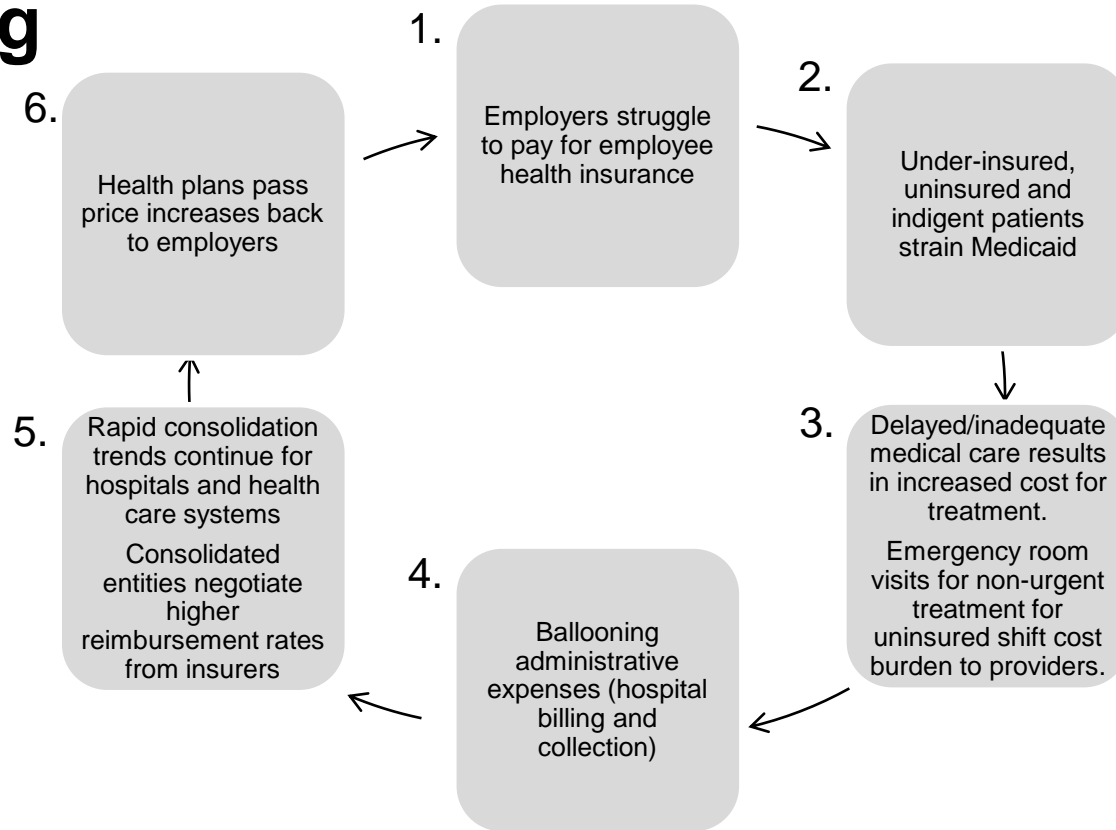 g
1.
Employers struggle
to pay for employee
health insurance
2.
Under-insured,
uninsured and
indigent patients
strain Medicaid
3.
Delayed/inadequate
medical care results
in increased cost for
treatment.
Emergency room
visits for non-urgent
treatment for
uninsured shift cost
burden to providers.
4.
Ballooning
administrative
expenses (hospital
billing and
collection)
5.
Rapid consolidation
trends continue for
hospitals and health
care systems
Consolidated
entities negotiate
higher
reimbursement rates
from insurers
6.
Health plans pass
price increases back
to employers